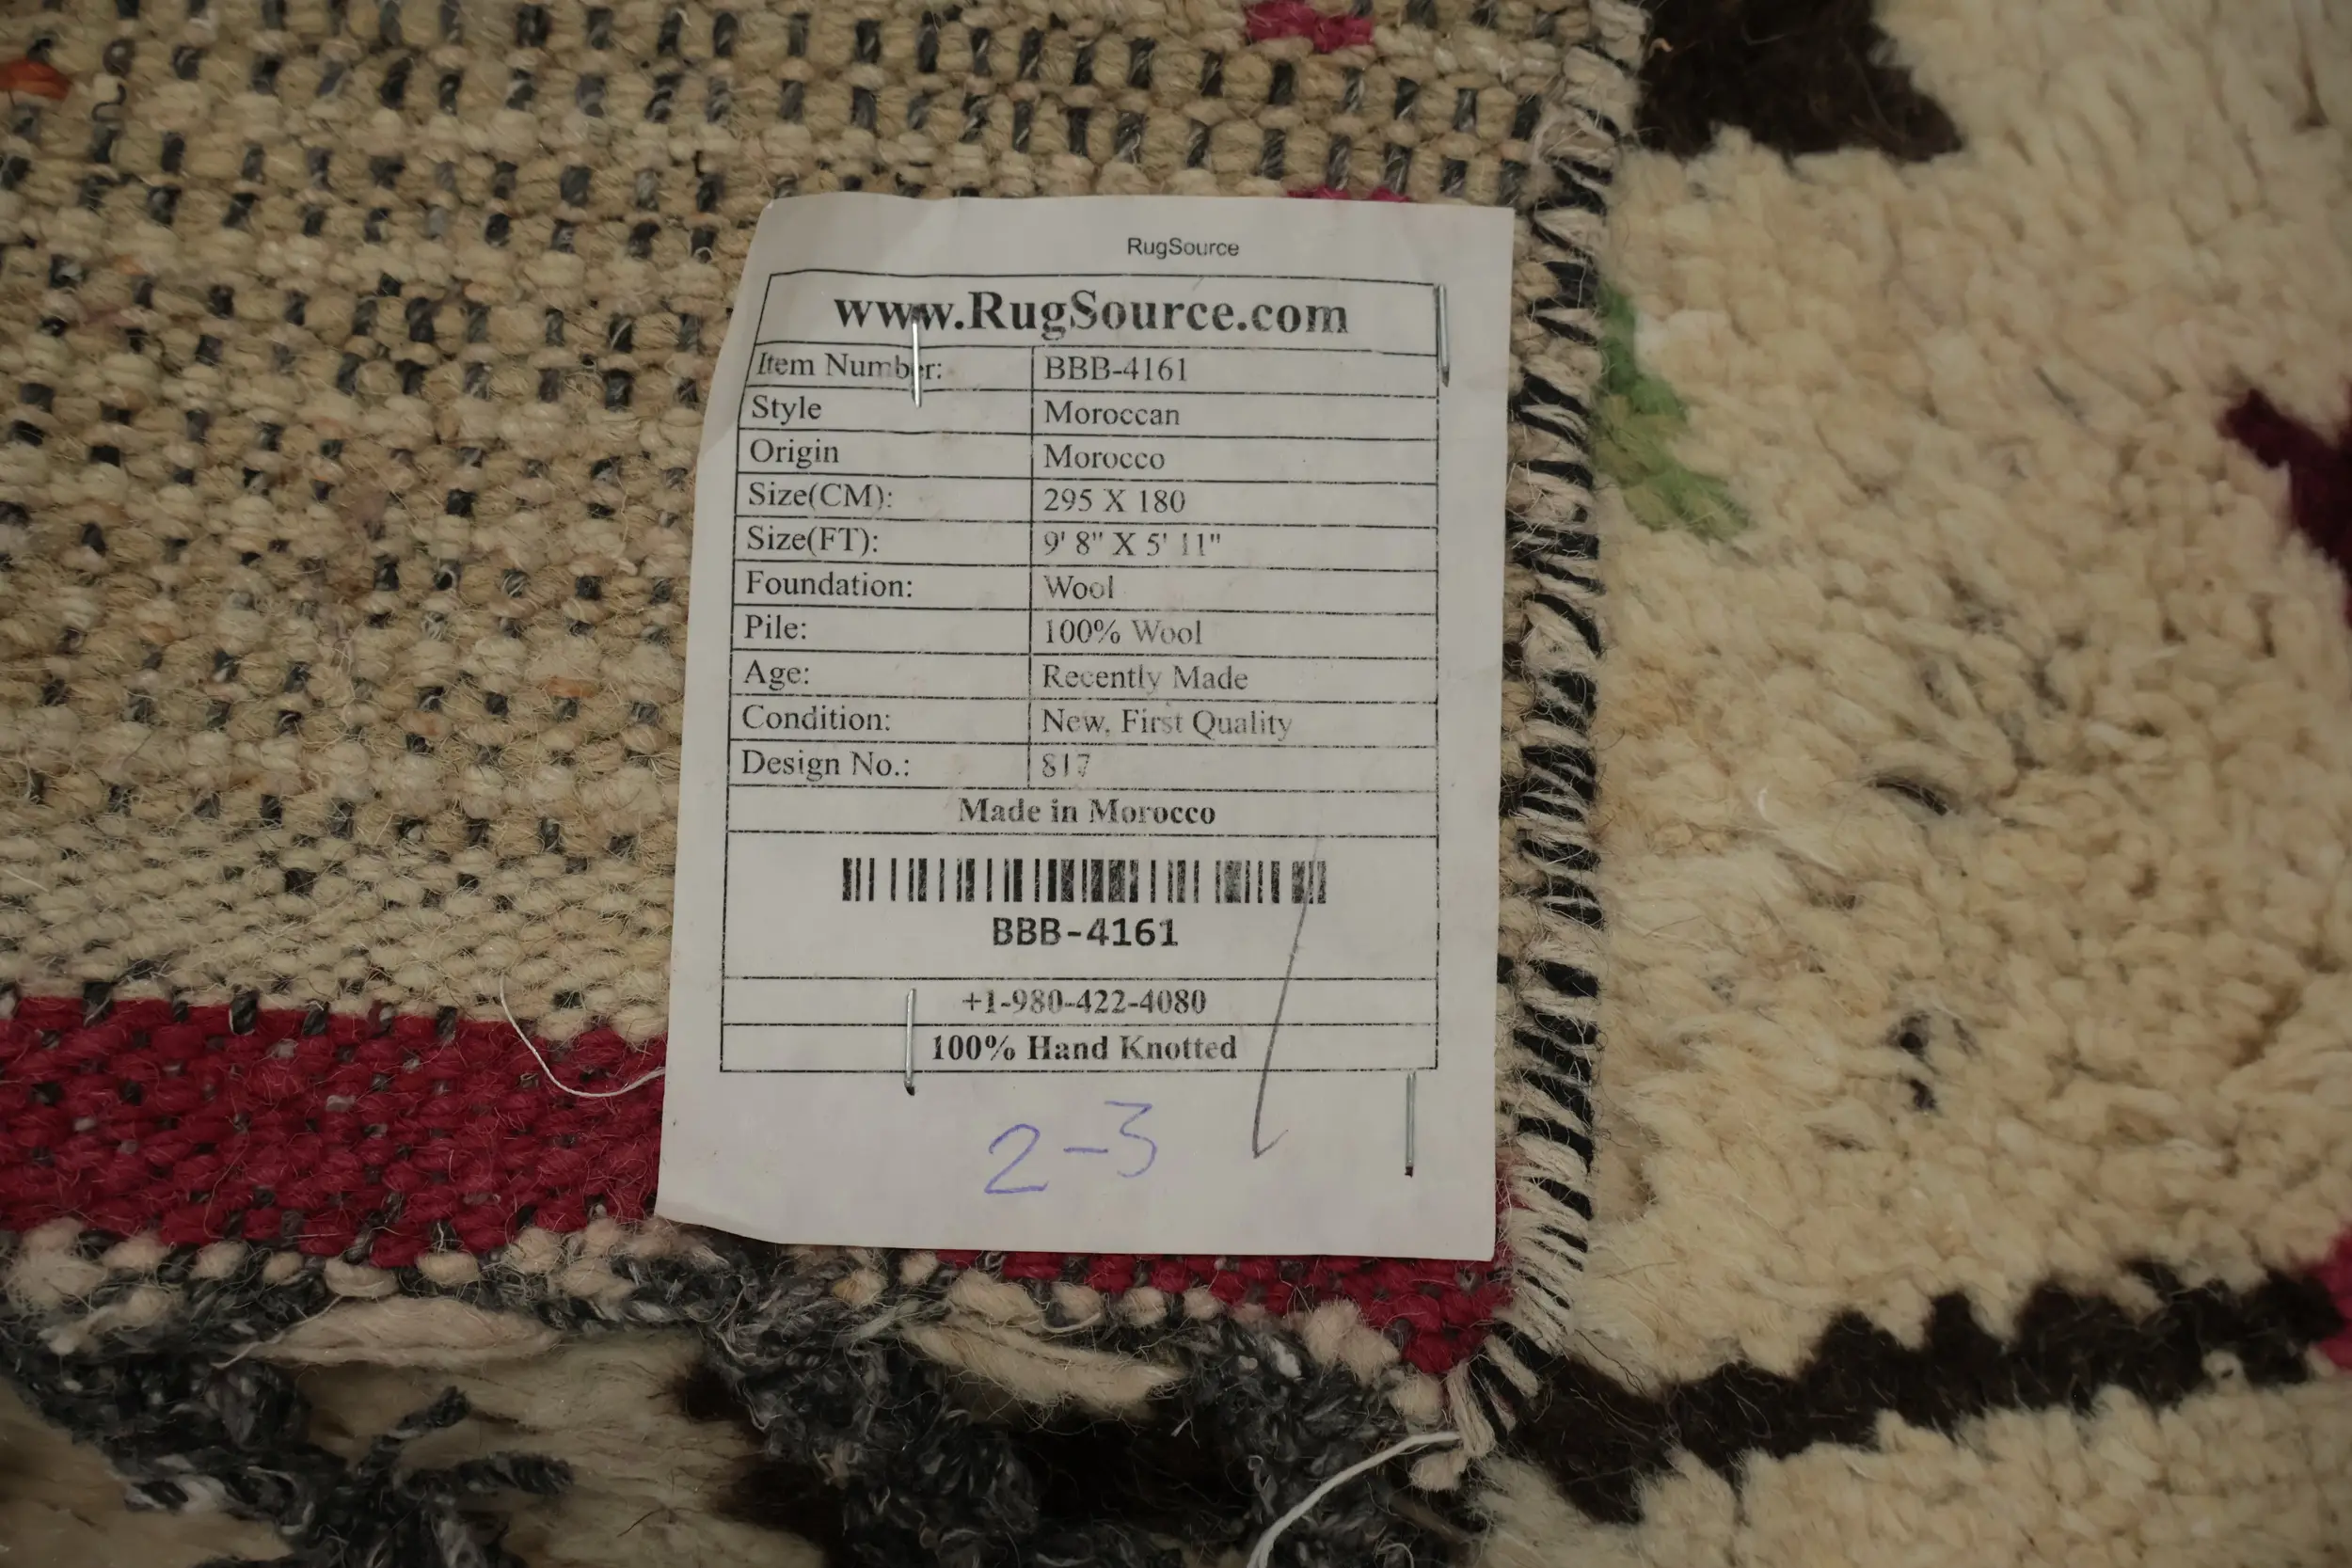 RugSource
www.RugSource.com
Item Number: BBB-4161
Style Moroccan
Origin Morocco
Size(CM): 295 X 180
Size(FT): 9' 8" X 5' 11"
Foundation: Wool
Pile: 100% Wool
Age: Recently Made
Condition: New, First Quality
Design No.: 817
Made in Morocco
BBB-4161
+1-980-422-4080
100% Hand Knotted
2-3